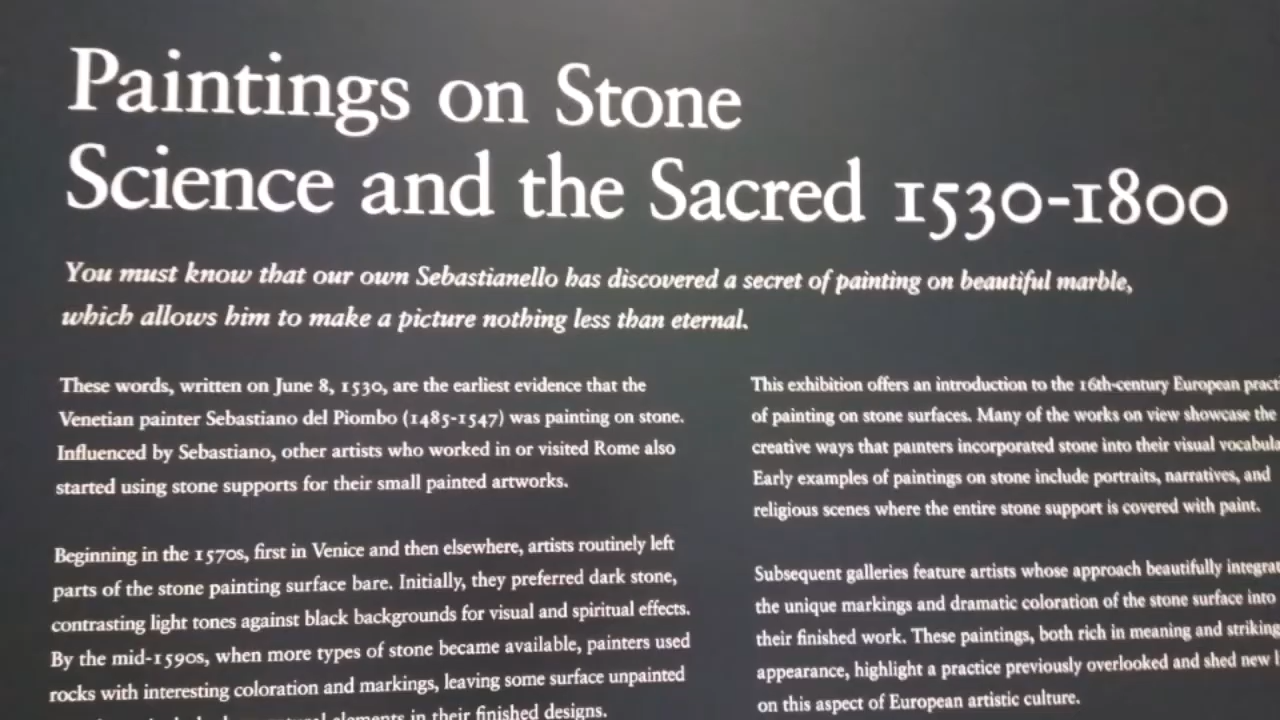 Paintings on Stone
Science and the Sacred 1530-1800
You must know that our own Sebastianello has discovered a secret of painting on beautiful marble,
which allows him to make a picture nothing less than eternal.
These words, written on June 8, 1530, are the earliest evidence that the
Venetian painter Sebastiano del Piombo (1485-1547) was painting on stone.
Influenced by Sebastiano, other artists who worked in or visited Rome also
started using stone supports for their small painted artworks.
Beginning in the 1570s, first in Venice and then elsewhere, artists routinely left
parts of the stone painting surface bare. Initially, they preferred dark stone,
contrasting light tones against black backgrounds for visual and spiritual effects.
By the mid-1590s, when more types of stone became available, painters used
rocks with interesting coloration and markings, leaving some surface unpainted
elements in their finished designs.
This exhibition offers an introduction to the 16th-century European
of painting on stone surfaces. Many of the works on view showcase the
creative ways that painters incorporated stone into their visual
Early examples of paintings on stone include portraits, narratives, and
religious scenes where the entire stone support is covered with paint.
Subsequent galleries feature artists whose approach beautifully
the unique markings and dramatic coloration of the stone surface into
their finished work. These paintings, both rich in meaning and striking
appearance, highlight a practice previously overlooked and shed new
on this aspect of European artistic culture.